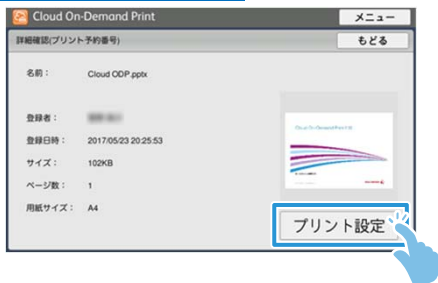 Cloud On-Demand Print
メニュー
詳細確認(プリント予約番号)
もどる
名前：
Cloud ODP.pptx
登録者：
登録日時：
2017/05/23 20:25:53
サイズ：
102KB
ページ数：
1
用紙サイズ：
A4
プリント設定